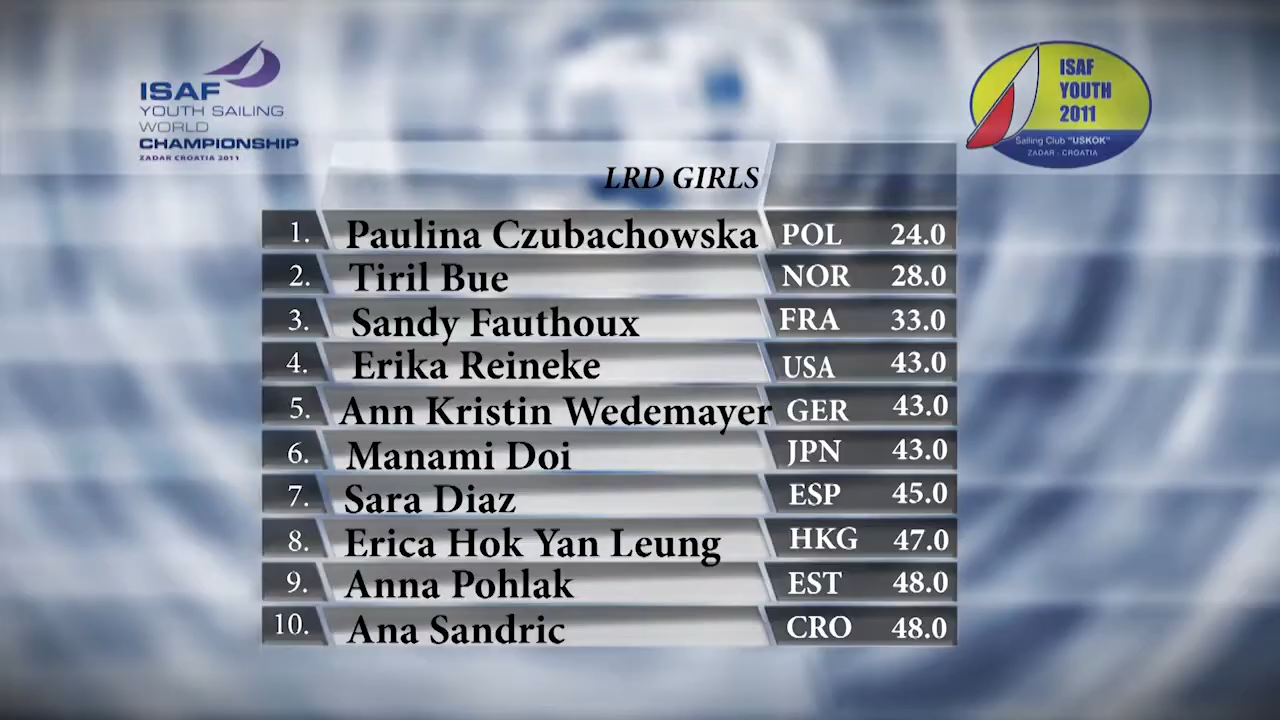 ISAF
YOUTH SAILING
WORLD
CHAMPIONSHIP
ZADAR CROATIA 2011
ISAF
YOUTH
2011
Sailing Club "USKOK"
ZADAR - CROATIA
LRD GIRLS
1. Paulina Czubachowska POL 24.0
2. Tiril Bue NOR 28.0
3. Sandy Fauthoux FRA 33.0
4. Erika Reineke USA 43.0
5. Ann Kristin Wedemayer GER 43.0
6. Manami Doi JPN 43.0
7. Sara Diaz ESP 45.0
8. Erica Hok Yan Leung HKG 47.0
9. Anna Pohlak EST 48.0
10. Ana Sandric CRO 48.0